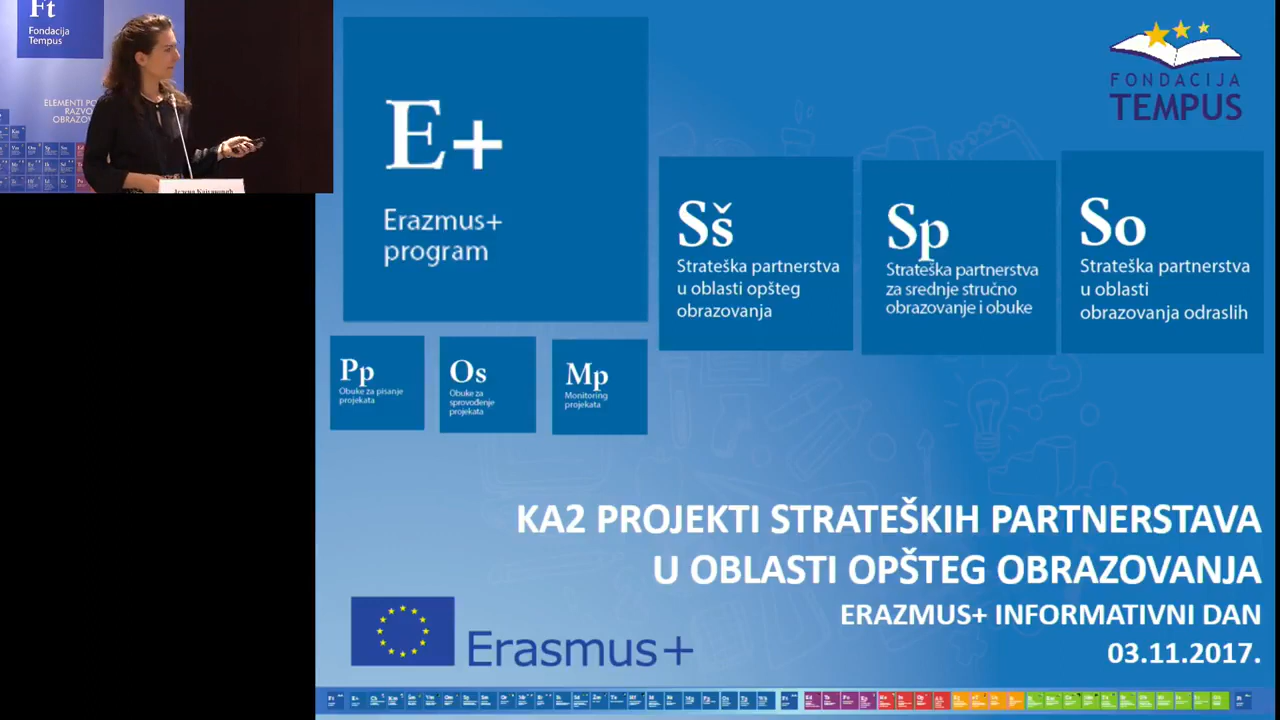 Ft
Fondacija
Tempus
E+
Erazmus+
program
Sš
Strateška partnerstva
u oblasti opšteg
obrazovanja
Sp
Strateška partnerstva
za srednje stručno
obrazovanje i obuke
So
Strateška partnerstva
u oblasti
obrazovanja odraslih
FONDACIJA
TEMPUS
Pp
Obuke za pisanje
projekata
Os
Obuke za
sprovođenje
projekata
Mp
Monitoring
projekata
KA2 PROJEKTI STRATEŠKIH PARTNERSTAVA
U OBLASTI OPŠTEG OBRAZOVANJA
ERAZMUS+ INFORMATIVNI DAN
03.11.2017.
Erasmus+